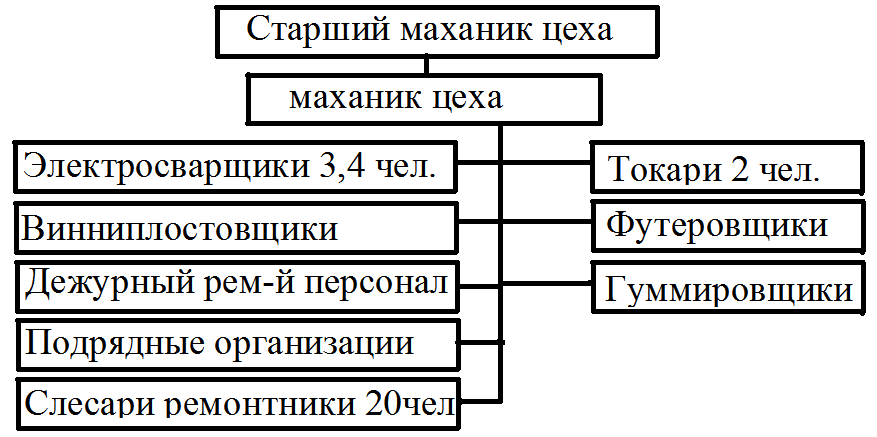 Старший маханик цеха
маханик цеха
Электросварщики 3,4 чел.
Токари 2 чел.
Винниплостовщики
Футеровщики
Дежурный рем-й персонал
Гуммировщики
Подрядные организации
Слесари ремонтники 20чел